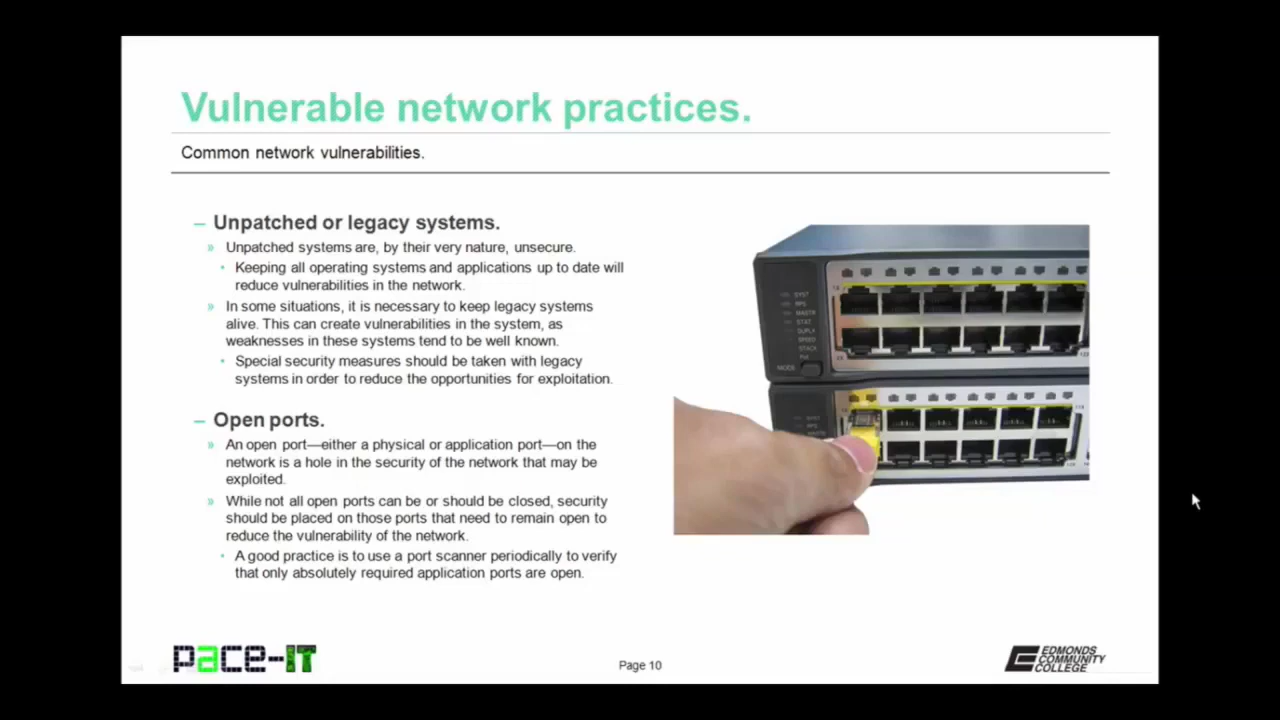 Vulnerable network practices.
Common network vulnerabilities.
– Unpatched or legacy systems.
» Unpatched systems are, by their very nature, unsecure.
• Keeping all operating systems and applications up to date will
reduce vulnerabilities in the network.
» In some situations, it is necessary to keep legacy systems
alive. This can create vulnerabilities in the system, as
weaknesses in these systems tend to be well known.
• Special security measures should be taken with legacy
systems in order to reduce the opportunities for exploitation.
– Open ports.
» An open port—either a physical or application port—on the
network is a hole in the security of the network that may be
exploited.
» While not all open ports can be or should be closed, security
should be placed on those ports that need to remain open to
reduce the vulnerability of the network.
• A good practice is to use a port scanner periodically to verify
that only absolutely required application ports are open.
SYST
RPS
MASTR
STAT
DUPLX
SPEED
STACK
MODE
pace-IT
Page 10
EDMONDS
COMMUNITY
COLLEGE